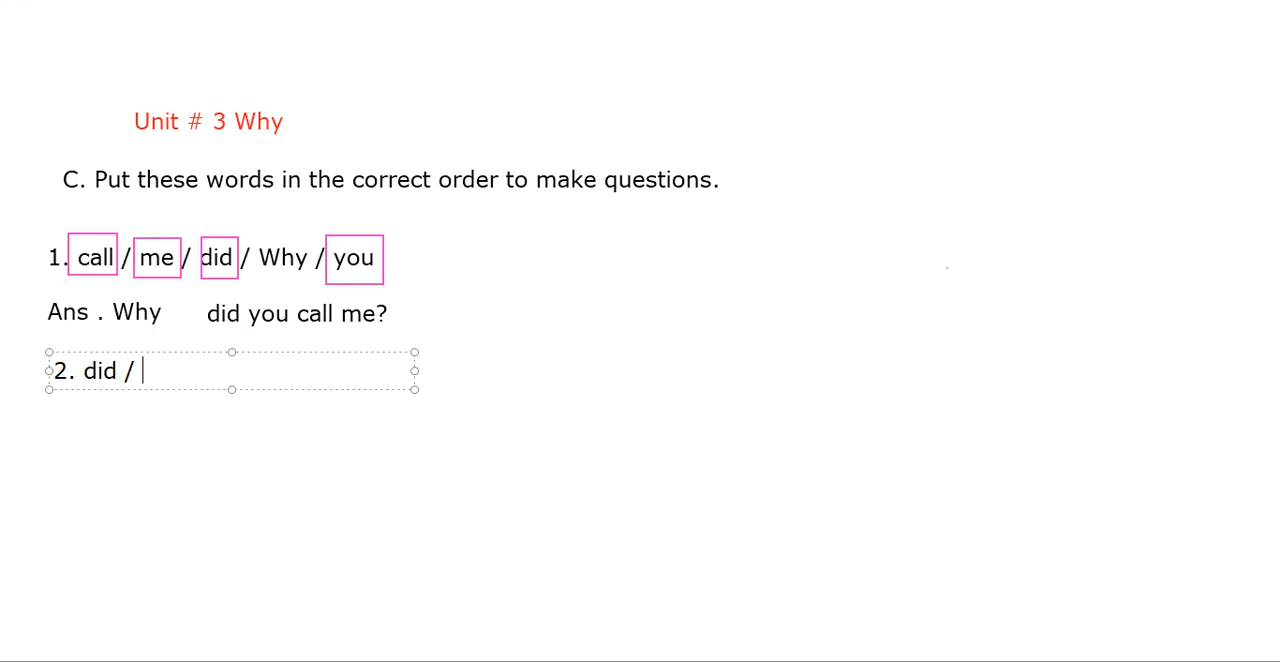 Unit # 3 Why
C. Put these words in the correct order to make questions.
1. call / me / did / Why / you
Ans . Why did you call me?
2. did /